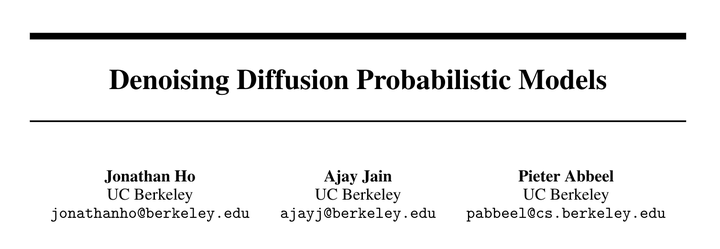 Denoising Diffusion Probabilistic Models
Jonathan Ho Ajay Jain Pieter Abbeel
UC Berkeley UC Berkeley UC Berkeley
jonathanho@berkeley.edu ajayj@berkeley.edu pabbeel@cs.berkeley.edu